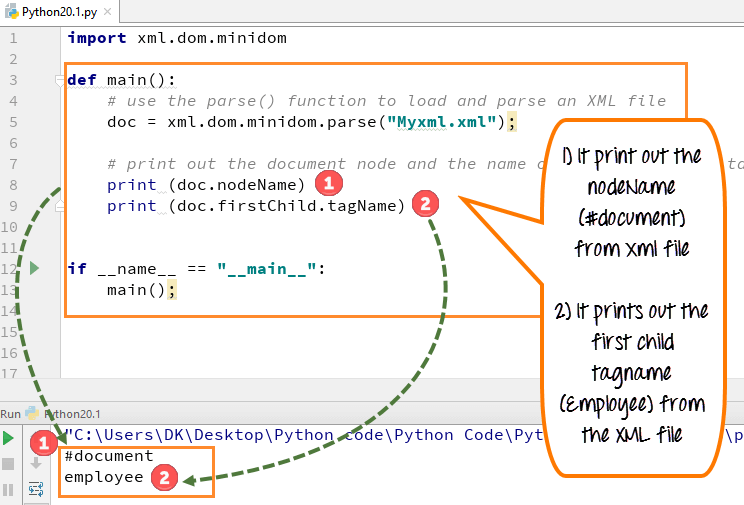 Python20.1.py ×
1 import xml.dom.minidom
2
3 def main():
4 # use the parse() function to load and parse an XML file
5 doc = xml.dom.minidom.parse("Myxml.xml");
6
7 # print out the document node and the name ta
8 print (doc.nodeName) 1
9 print (doc.firstChild.tagName) 2
10
11
12 if __name__ == "__main__":
13 main();
14
15
16
17
1) It print out the
nodeName
(#document)
from xml file
2) It prints out the
first child
tagname
(Employee) from
the XML file
Run Python20.1
1 "C:\Users\DK\Desktop\Python code\Python Code\Pyt \p
#document
employee 2